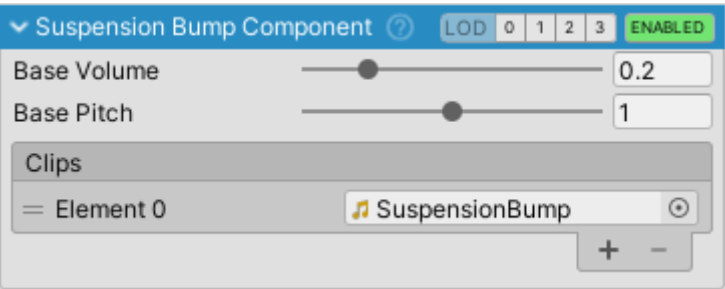 Suspension Bump Component ? LOD 0 1 2 3 ENABLED
Base Volume 0.2
Base Pitch 1
Clips
Element 0 SuspensionBump
+ −